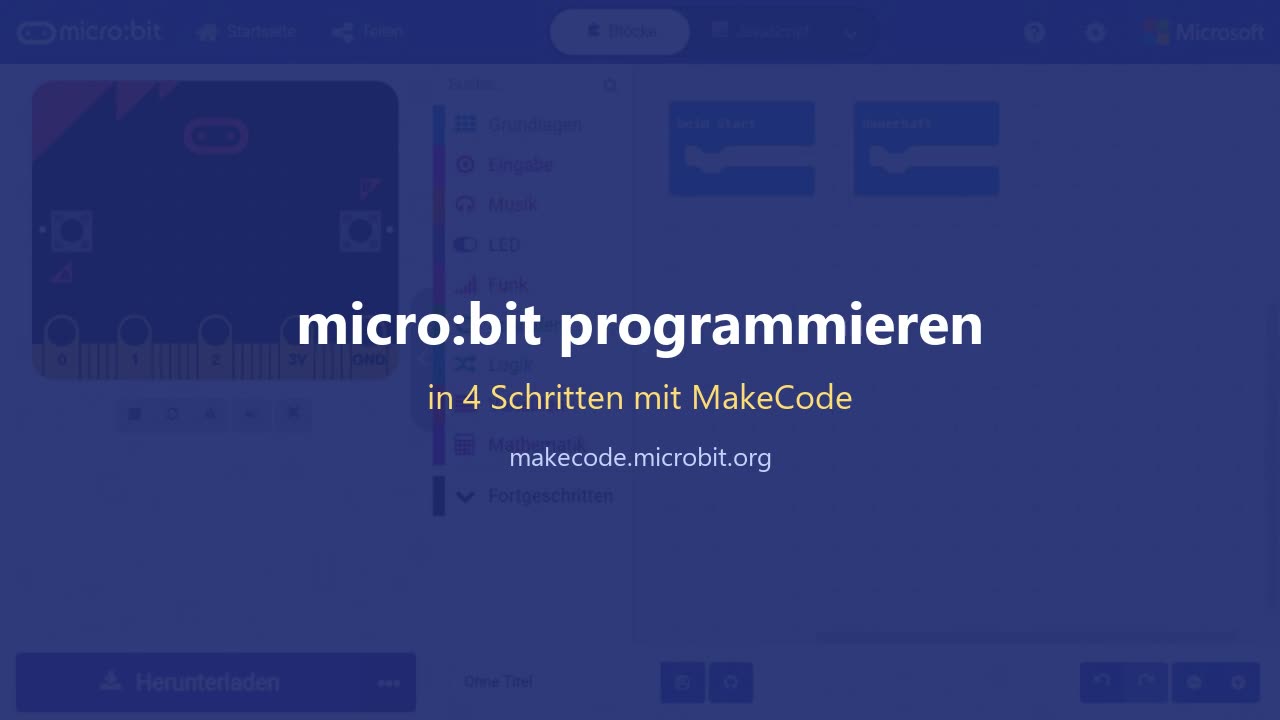 micro:bit Startseite Teilen Blöcke JavaScript Microsoft
Suche...
Grundlagen
beim Start
dauerhaft
Eingabe
Musik
LED
Funk
micro:bit programmieren
0 1 2 3V GND
Logik
in 4 Schritten mit MakeCode
Mathematik
makecode.microbit.org
Fortgeschritten
Herunterladen
Ohne Titel